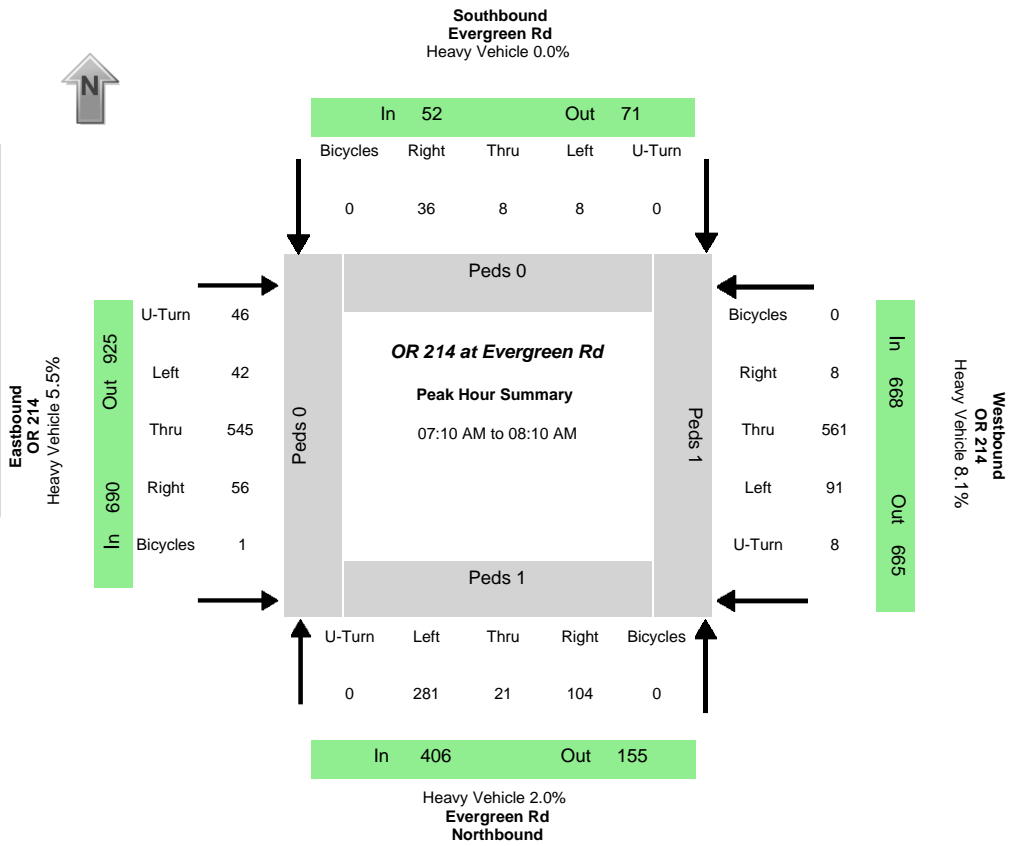 Southbound
Evergreen Rd
Heavy Vehicle 0.0%
N
In 52 Out 71
Bicycles Right Thru Left U-Turn
0 36 8 8 0
Peds 0
Eastbound
OR 214
Heavy Vehicle 5.5%
Out 925
In 690
U-Turn 46
Left 42
Thru 545
Right 56
Bicycles 1
Peds 0
OR 214 at Evergreen Rd
Peak Hour Summary
07:10 AM to 08:10 AM
Peds 1
Bicycles 0
Right 8
Thru 561
Left 91
U-Turn 8
In 668
Out 665
Westbound
OR 214
Heavy Vehicle 8.1%
Peds 1
U-Turn Left Thru Right Bicycles
0 281 21 104 0
In 406 Out 155
Heavy Vehicle 2.0%
Evergreen Rd
Northbound